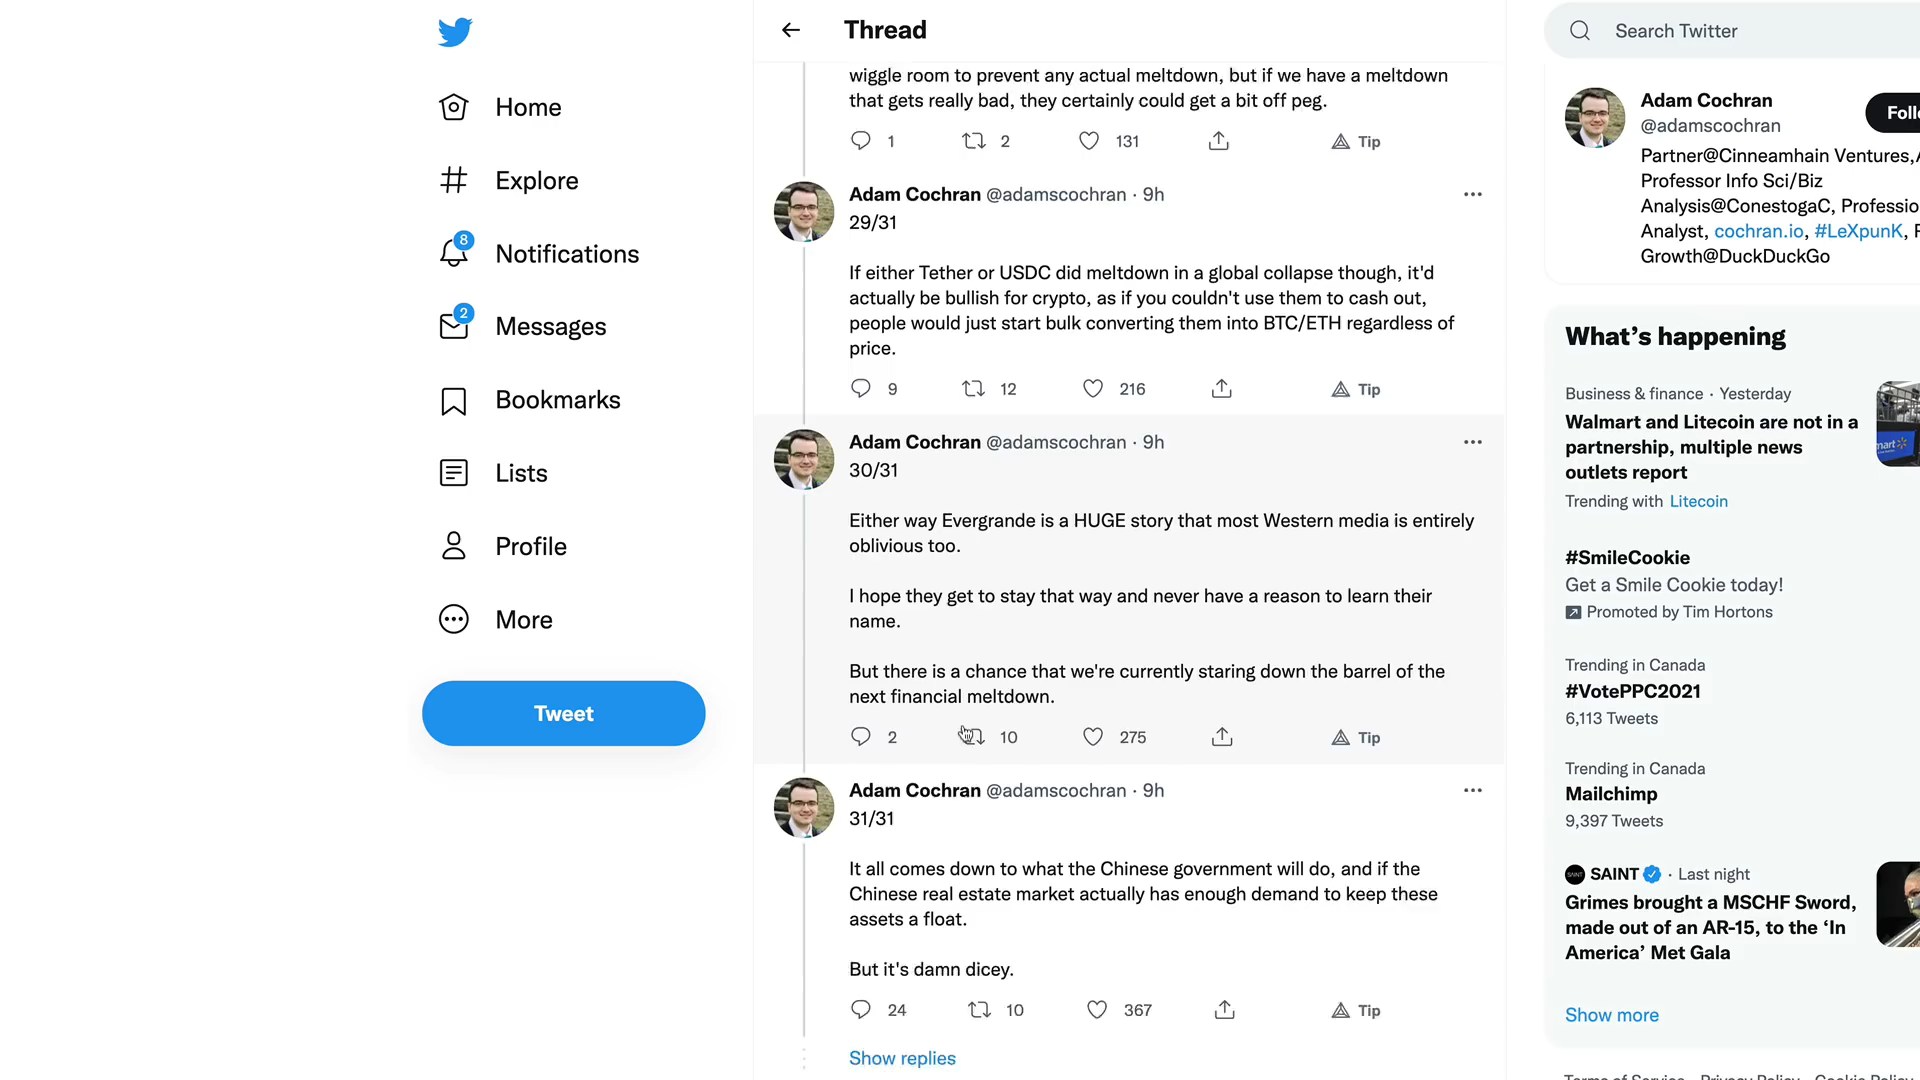 Home
Explore
8
Notifications
2
Messages
Bookmarks
Lists
Profile
More
Tweet
Thread
wiggle room to prevent any actual meltdown, but if we have a meltdown
that gets really bad, they certainly could get a bit off peg.
1 2 131 Tip
Adam Cochran @adamscochran · 9h
29/31
If either Tether or USDC did meltdown in a global collapse though, it'd
actually be bullish for crypto, as if you couldn't use them to cash out,
people would just start bulk converting them into BTC/ETH regardless of
price.
9 12 216 Tip
Adam Cochran @adamscochran · 9h
30/31
Either way Evergrande is a HUGE story that most Western media is entirely
oblivious too.
I hope they get to stay that way and never have a reason to learn their
name.
But there is a chance that we're currently staring down the barrel of the
next financial meltdown.
2 10 275 Tip
Adam Cochran @adamscochran · 9h
31/31
It all comes down to what the Chinese government will do, and if the
Chinese real estate market actually has enough demand to keep these
assets a float.
But it's damn dicey.
24 10 367 Tip
Show replies
Search Twitter
Adam Cochran
@adamscochran
Foll
Partner@Cinneamhain Ventures,
Professor Info Sci/Biz
Analysis@ConestogaC, Professio
Analyst, cochran.io, #LeXpunK, F
Growth@DuckDuckGo
What's happening
Business & finance · Yesterday
Walmart and Litecoin are not in a
partnership, multiple news
outlets report
Trending with Litecoin
mart
#SmileCookie
Get a Smile Cookie today!
Promoted by Tim Hortons
Trending in Canada
#VotePPC2021
6,113 Tweets
Trending in Canada
Mailchimp
9,397 Tweets
SAINT · Last night
Grimes brought a MSCHF Sword,
made out of an AR-15, to the ‘In
America’ Met Gala
Show more
Terms of Service Privacy Policy Cookie Policy